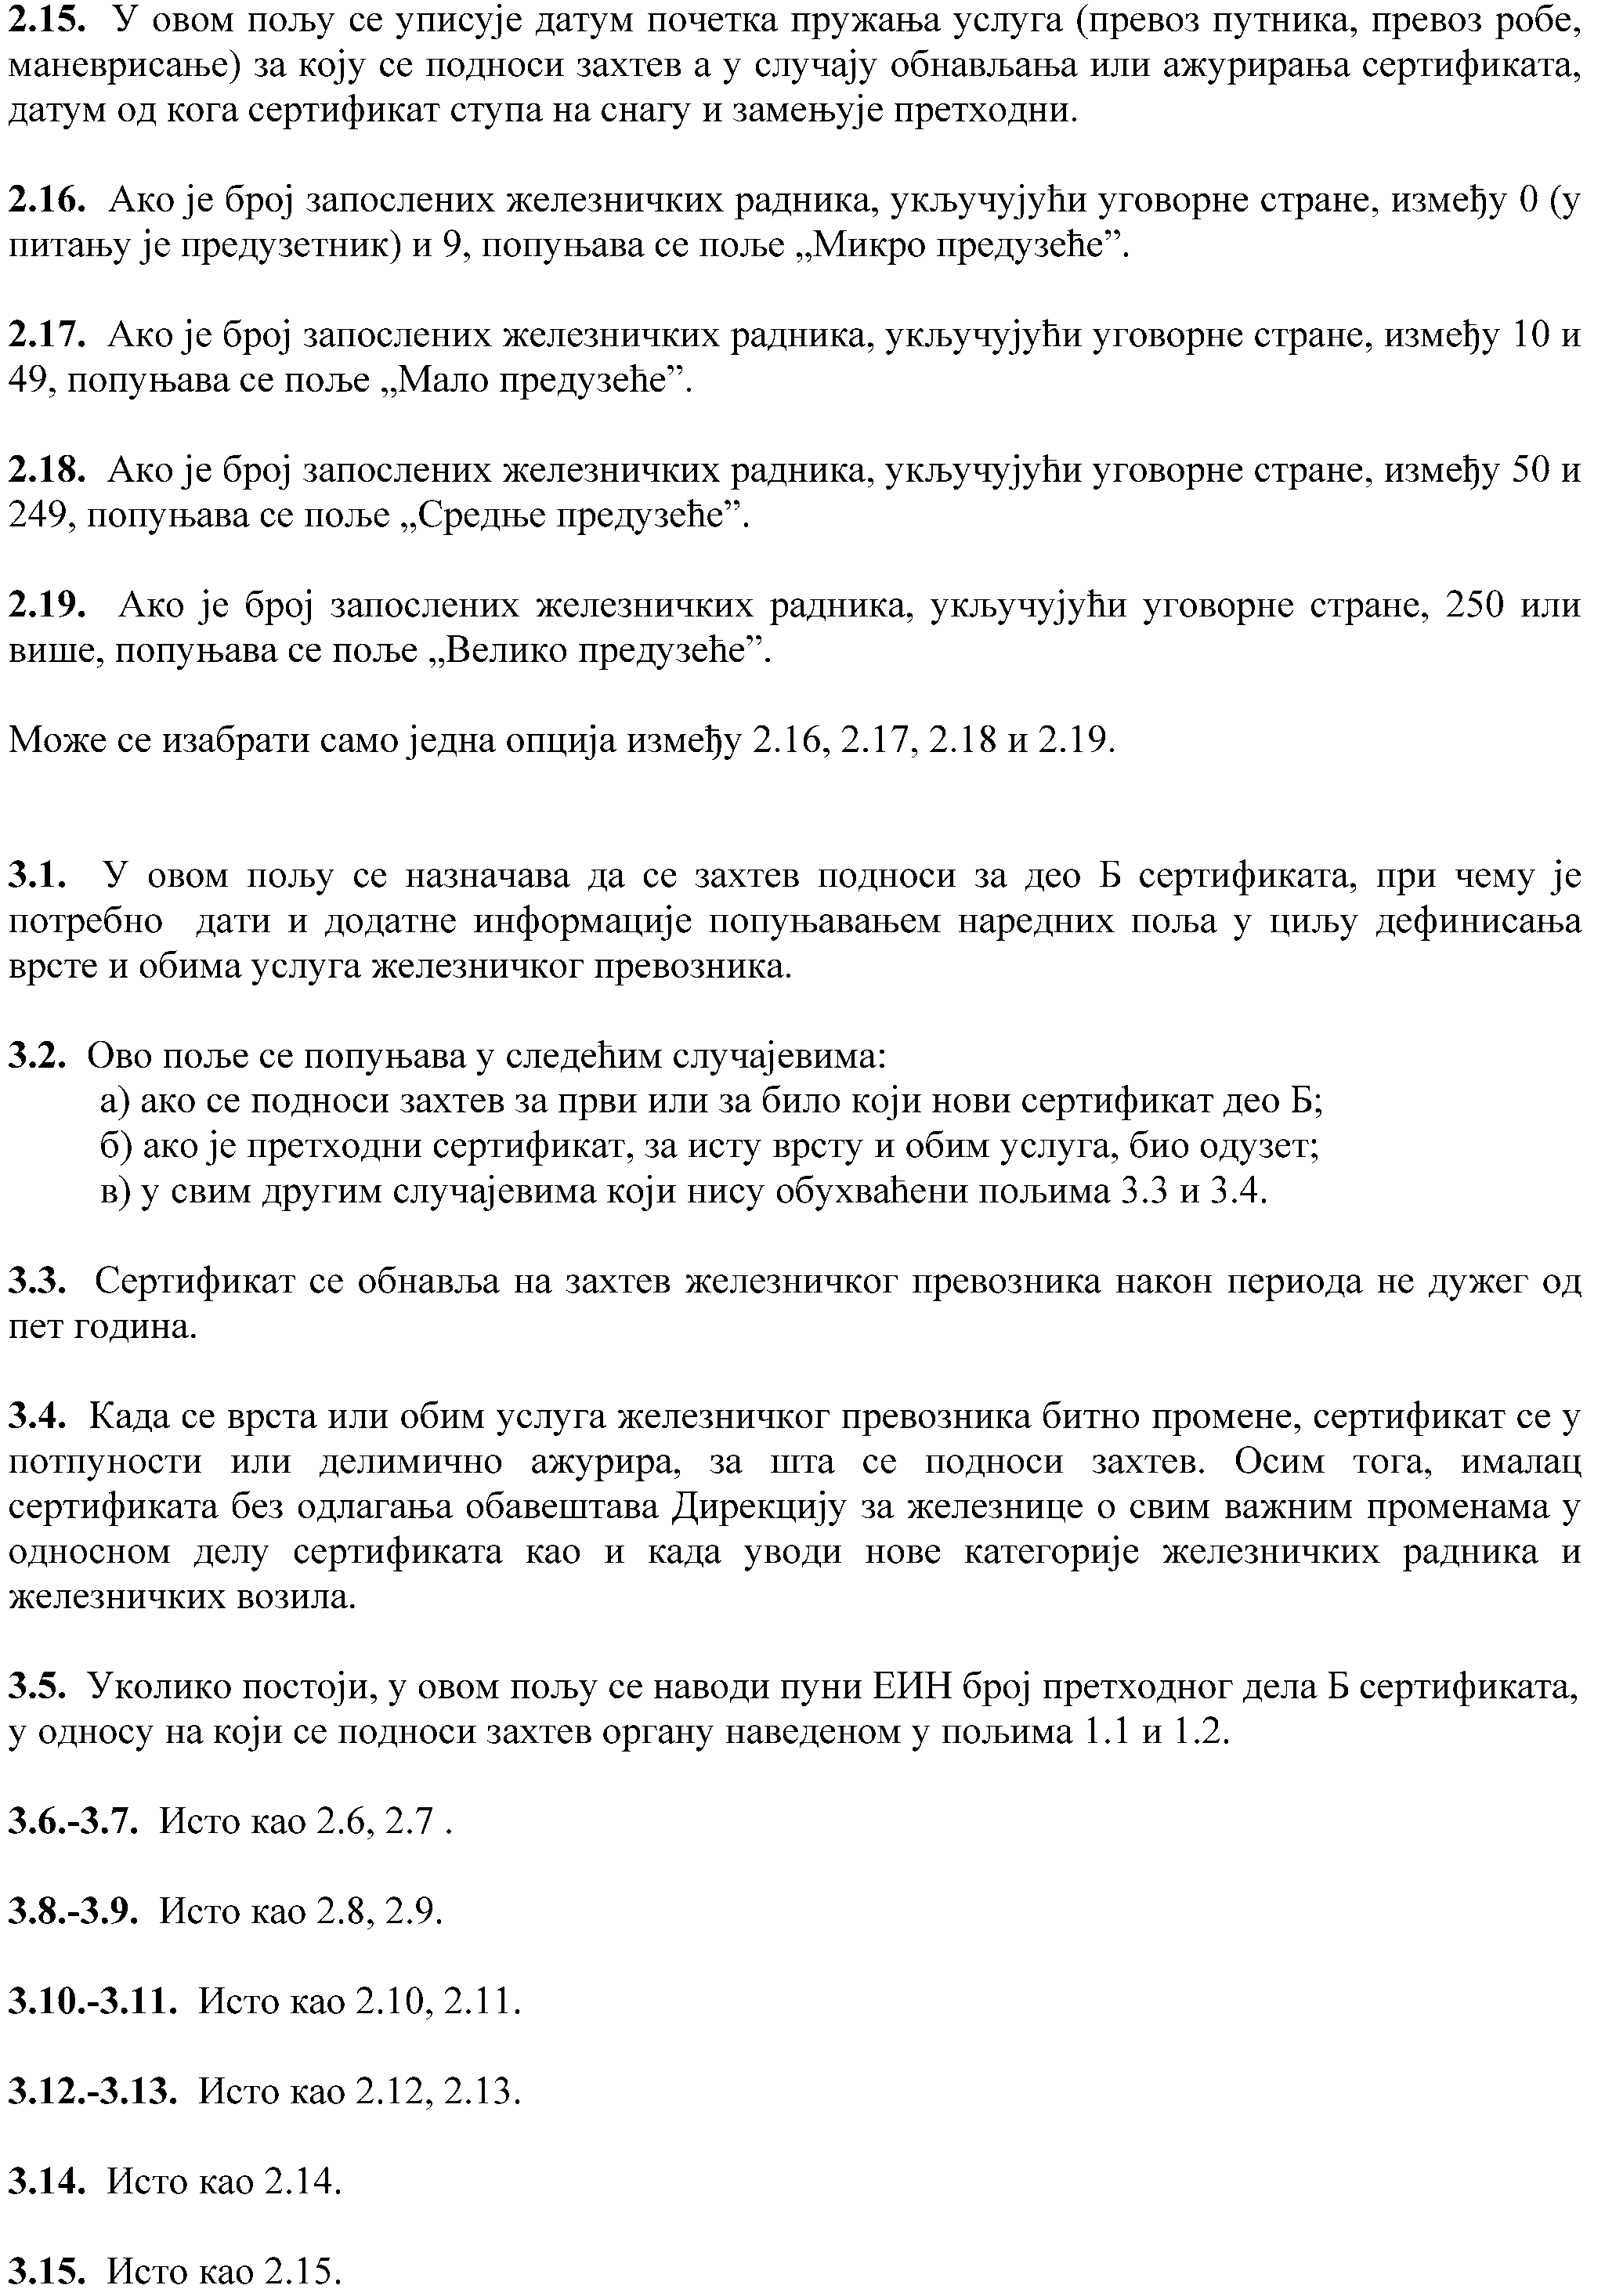 2.15. У овом пољу се уписује датум почетка пружања услуга (превоз путника, превоз робе,
маневрисање) за коју се подноси захтев а у случају обнављања или ажурирања сертификата,
датум од кога сертификат ступа на снагу и замењује претходни.
2.16. Ако је број запослених железничких радника, укључујући уговорне стране, између 0 (у
питању је предузетник) и 9, попуњава се поље „Микро предузеће”.
2.17. Ако је број запослених железничких радника, укључујући уговорне стране, између 10 и
49, попуњава се поље „Мало предузеће”.
2.18. Ако је број запослених железничких радника, укључујући уговорне стране, између 50 и
249, попуњава се поље „Средње предузеће”.
2.19. Ако је број запослених железничких радника, укључујући уговорне стране, 250 или
више, попуњава се поље „Велико предузеће”.
Може се изабрати само једна опција између 2.16, 2.17, 2.18 и 2.19.
3.1. У овом пољу се назначава да се захтев подноси за део Б сертификата, при чему је
потребно дати и додатне информације попуњавањем наредних поља у циљу дефинисања
врсте и обима услуга железничког превозника.
3.2. Ово поље се попуњава у следећим случајевима:
а) ако се подноси захтев за први или за било који нови сертификат део Б;
б) ако је претходни сертификат, за исту врсту и обим услуга, био одузет;
в) у свим другим случајевима који нису обухваћени пољима 3.3 и 3.4.
3.3. Сертификат се обнавља на захтев железничког превозника након периода не дужег од
пет година.
3.4. Када се врста или обим услуга железничког превозника битно промене, сертификат се у
потпуности или делимично ажурира, за шта се подноси захтев. Осим тога, ималац
сертификата без одлагања обавештава Дирекцију за железнице о свим важним променама у
односном делу сертификата као и када уводи нове категорије железничких радника и
железничких возила.
3.5. Уколико постоји, у овом пољу се наводи пуни ЕИН број претходног дела Б сертификата,
у односу на који се подноси захтев органу наведеном у пољима 1.1 и 1.2.
3.6.-3.7. Исто као 2.6, 2.7 .
3.8.-3.9. Исто као 2.8, 2.9.
3.10.-3.11. Исто као 2.10, 2.11.
3.12.-3.13. Исто као 2.12, 2.13.
3.14. Исто као 2.14.
3.15. Исто као 2.15.